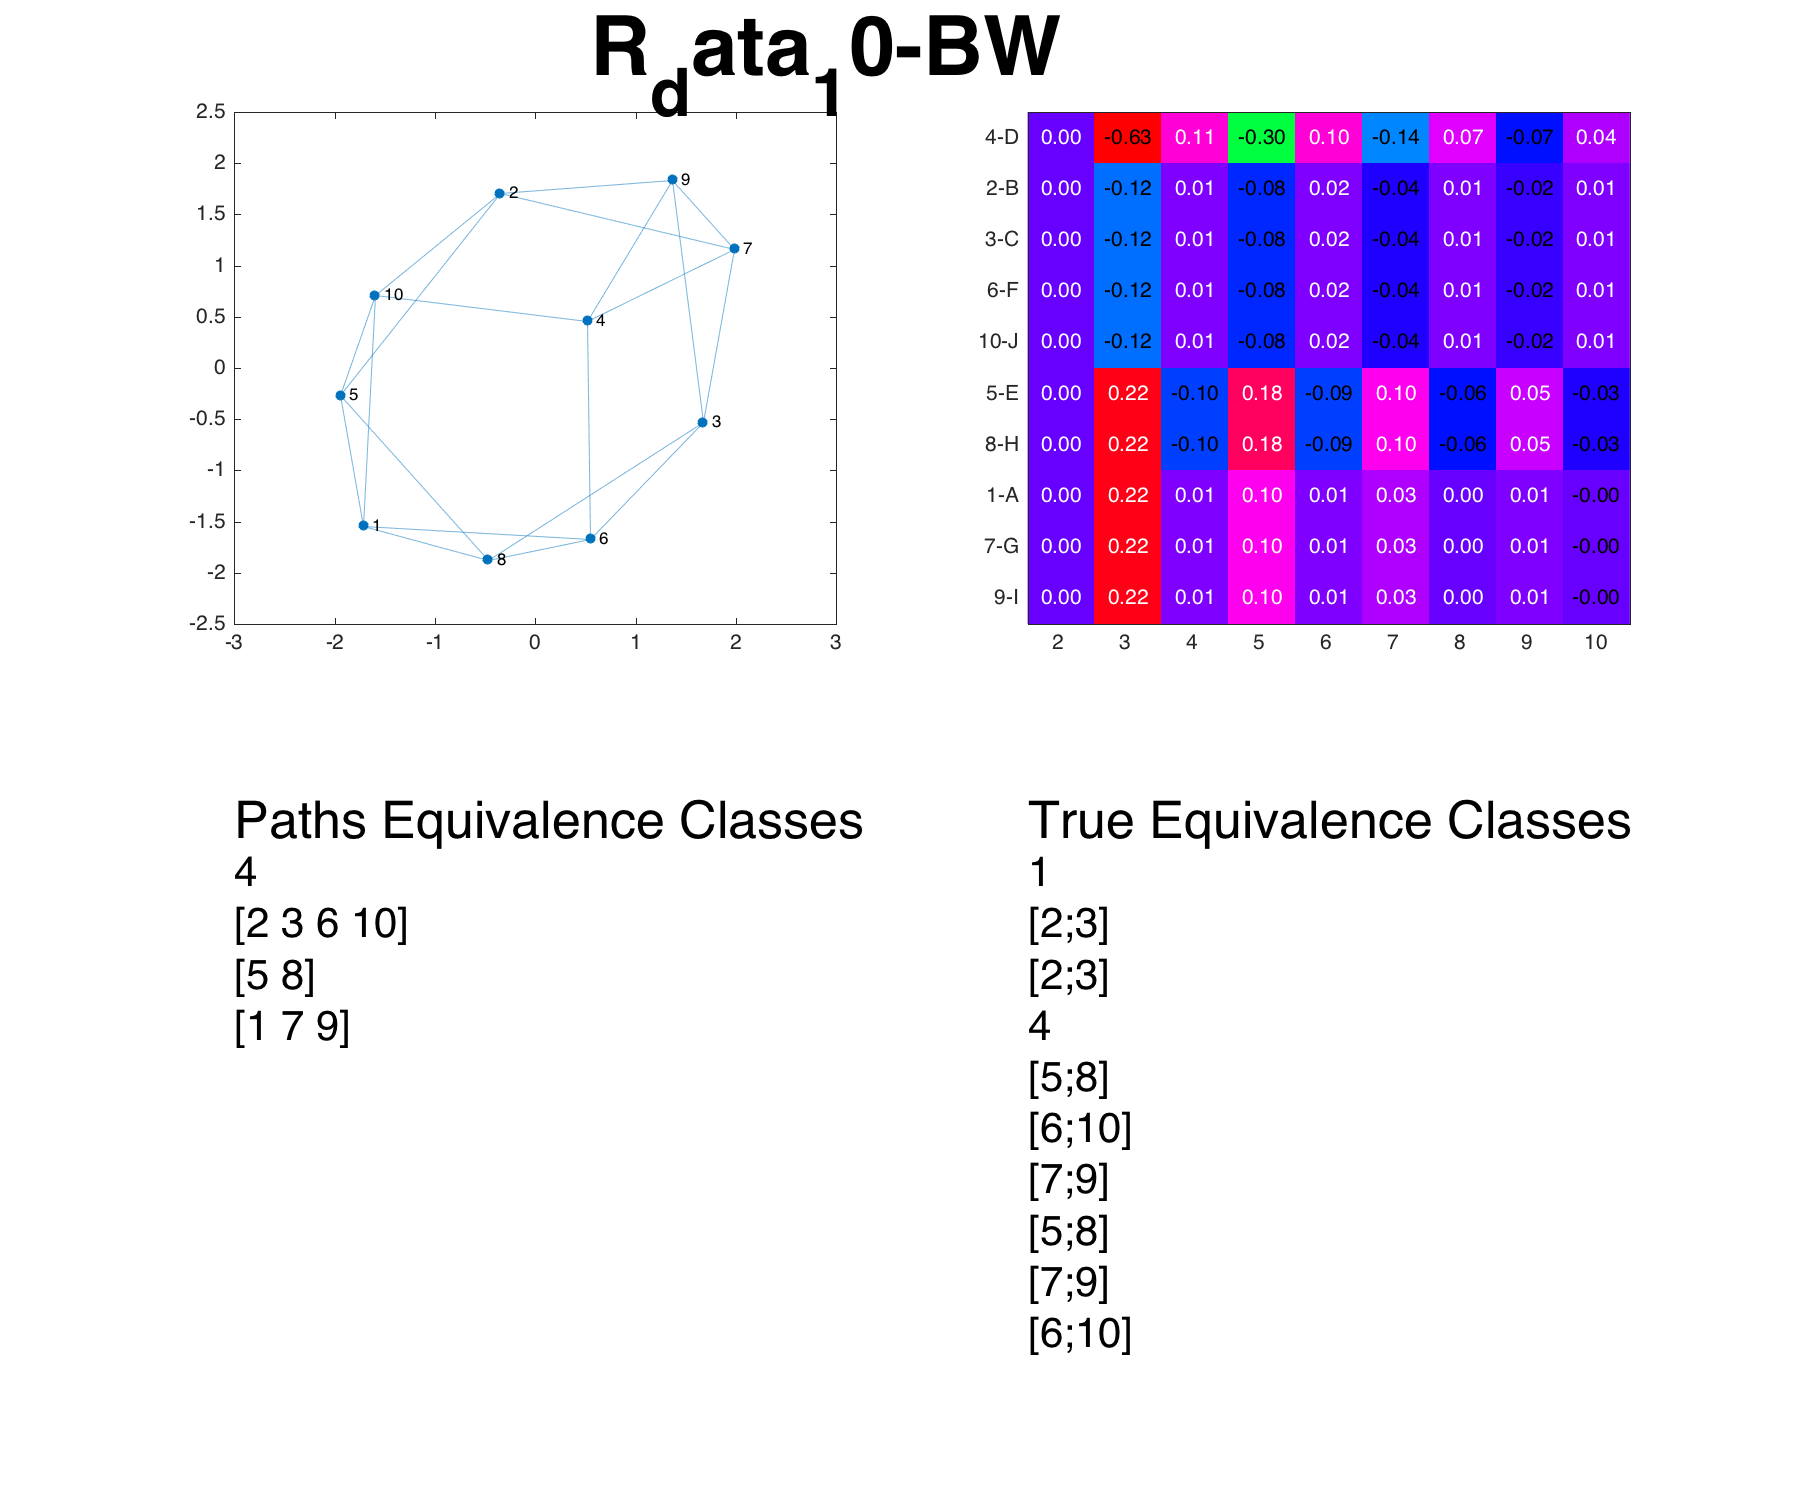 R_data_10-BW
2.5
2
1.5
1
0.5
0
-0.5
-1
-1.5
-2
-2.5
-3 -2 -1 0 1 2 3
9
2
7
10
4
5
3
1
6
8
4-D 0.00 -0.63 0.11 -0.30 0.10 -0.14 0.07 -0.07 0.04
2-B 0.00 -0.12 0.01 -0.08 0.02 -0.04 0.01 -0.02 0.01
3-C 0.00 -0.12 0.01 -0.08 0.02 -0.04 0.01 -0.02 0.01
6-F 0.00 -0.12 0.01 -0.08 0.02 -0.04 0.01 -0.02 0.01
10-J 0.00 -0.12 0.01 -0.08 0.02 -0.04 0.01 -0.02 0.01
5-E 0.00 0.22 -0.10 0.18 -0.09 0.10 -0.06 0.05 -0.03
8-H 0.00 0.22 -0.10 0.18 -0.09 0.10 -0.06 0.05 -0.03
1-A 0.00 0.22 0.01 0.10 0.01 0.03 0.00 0.01 -0.00
7-G 0.00 0.22 0.01 0.10 0.01 0.03 0.00 0.01 -0.00
9-I 0.00 0.22 0.01 0.10 0.01 0.03 0.00 0.01 -0.00
2 3 4 5 6 7 8 9 10
Paths Equivalence Classes
4
[2 3 6 10]
[5 8]
[1 7 9]
True Equivalence Classes
1
[2;3]
[2;3]
4
[5;8]
[6;10]
[7;9]
[5;8]
[7;9]
[6;10]